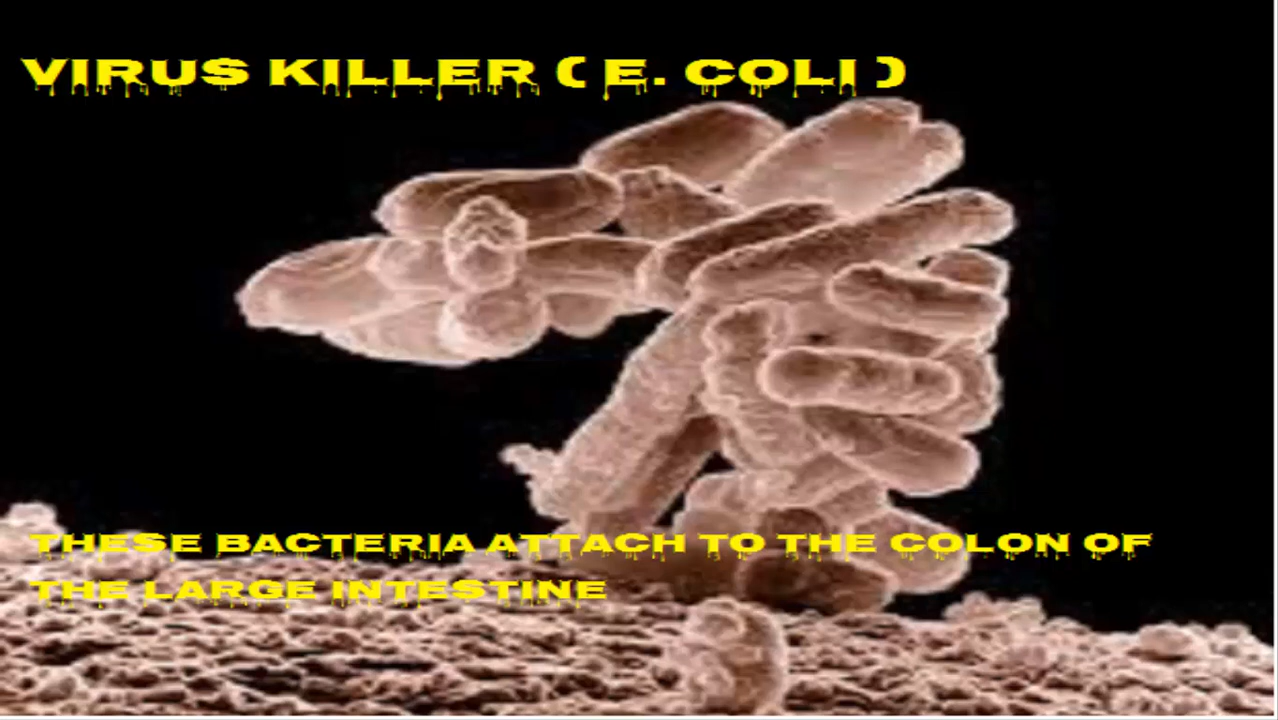 VIRUS KILLER ( E. COLI )
THESE BACTERIA ATTACH TO THE COLON OF
THE LARGE INTESTINE